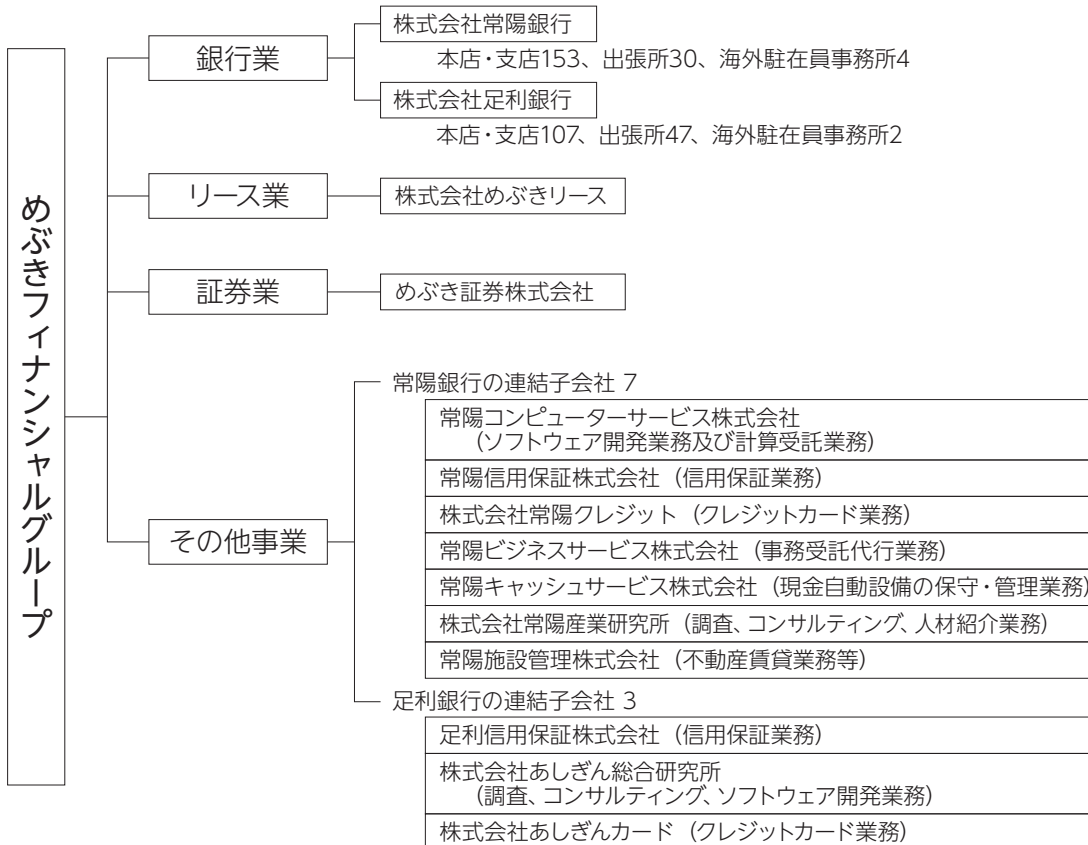 めぶきフィナンシャルグループ
銀行業
株式会社常陽銀行
本店・支店153、出張所30、海外駐在員事務所4
株式会社足利銀行
本店・支店107、出張所47、海外駐在員事務所2
リース業
株式会社めぶきリース
証券業
めぶき証券株式会社
その他事業
常陽銀行の連結子会社 7
常陽コンピューターサービス株式会社
(ソフトウェア開発業務及び計算受託業務)
常陽信用保証株式会社 (信用保証業務)
株式会社常陽クレジット (クレジットカード業務)
常陽ビジネスサービス株式会社 (事務受託代行業務)
常陽キャッシュサービス株式会社 (現金自動設備の保守・管理業務)
株式会社常陽産業研究所 (調査、コンサルティング、人材紹介業務)
常陽施設管理株式会社 (不動産賃貸業務等)
足利銀行の連結子会社 3
足利信用保証株式会社 (信用保証業務)
株式会社あしぎん総合研究所
(調査、コンサルティング、ソフトウェア開発業務)
株式会社あしぎんカード (クレジットカード業務)